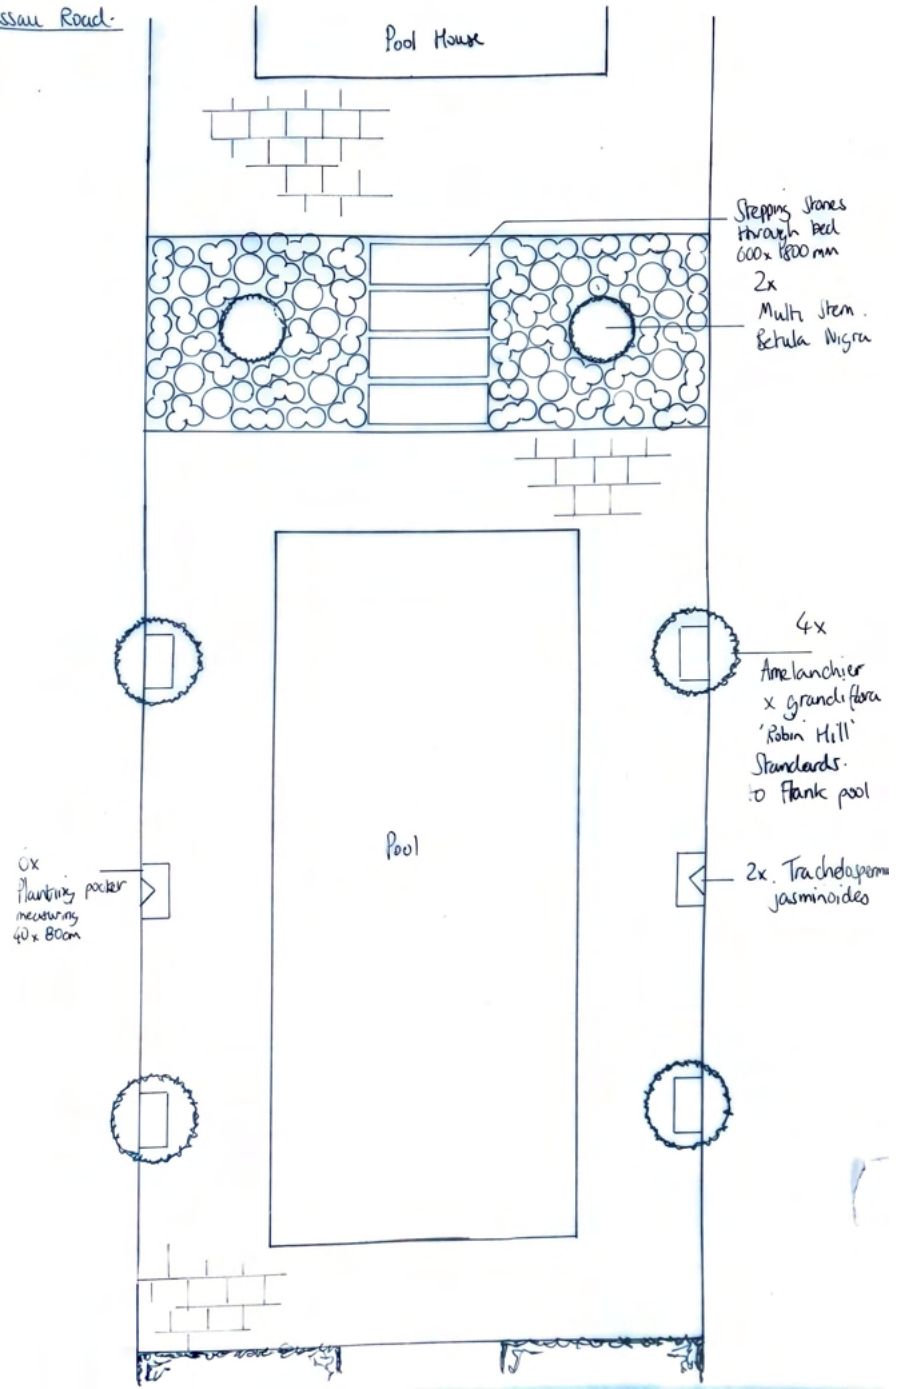 ssau Road.
Pool House
Stepping Stones
through bed
600 x 1800 mm
2x
Multi Stem.
Betula Nigra
4x
Amelanchier
x grandiflora
'Robin Hill'
Standards.
to Flank pool
Pool
6x
Planting pocket
measuring
40 x 80cm
2x. Trachelosperm
jasminoides